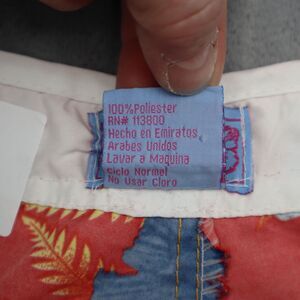 100%Poliester
RN# 113800
Hecho en Emiratos
Arabes Unidos
Lavar a Maquina
Ciclo Normal
No Usar Cloro